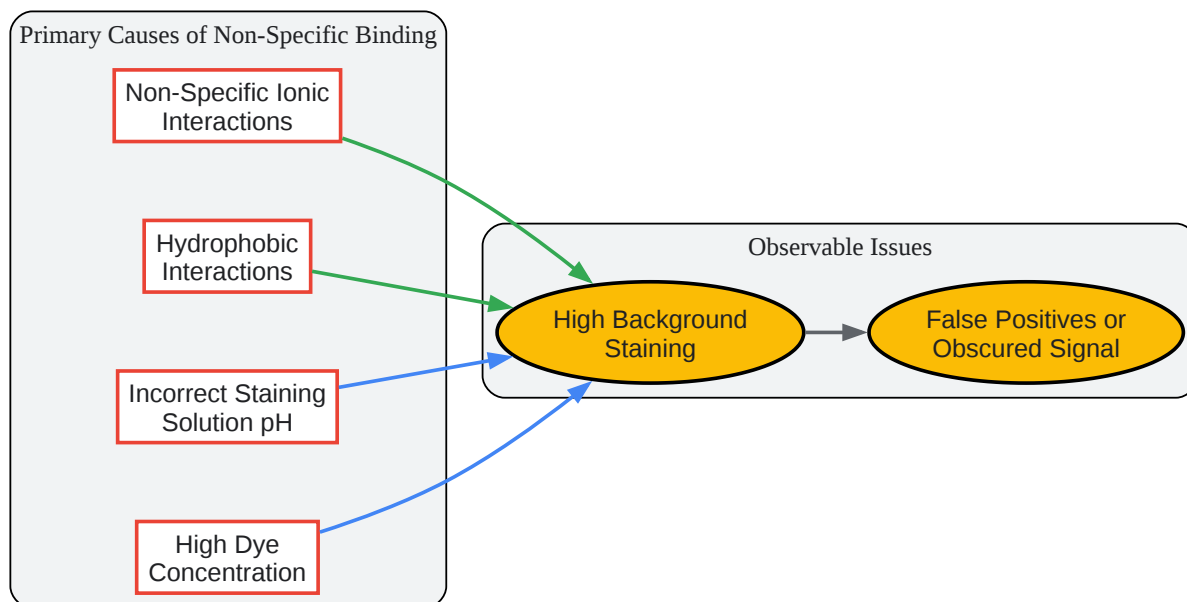 Primary Causes of Non-Specific Binding
Non-Specific Ionic
Interactions
Hydrophobic
Interactions
Incorrect Staining
Solution pH
High Dye
Concentration
Observable Issues
High Background
Staining
False Positives or
Obscured Signal